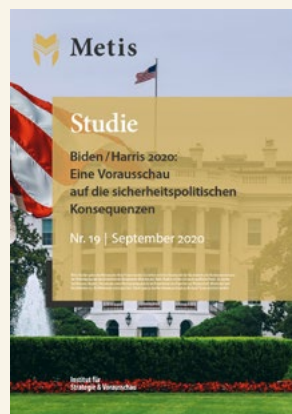 Metis
Studie
Biden / Harris 2020:
Eine Vorausschau
auf die sicherheitspolitischen
Konsequenzen
Nr. 19 | September 2020
Institut für
Strategie & Vorausschau